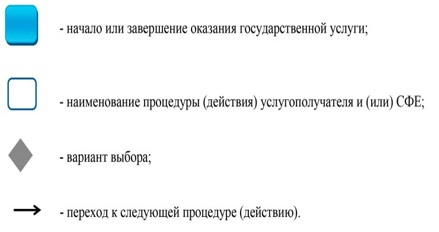 - начало или завершение оказания государственной услуги;
- наименование процедуры (действия) услугополучателя и (или) СФЕ;
- вариант выбора;
- переход к следующей процедуре (действию).